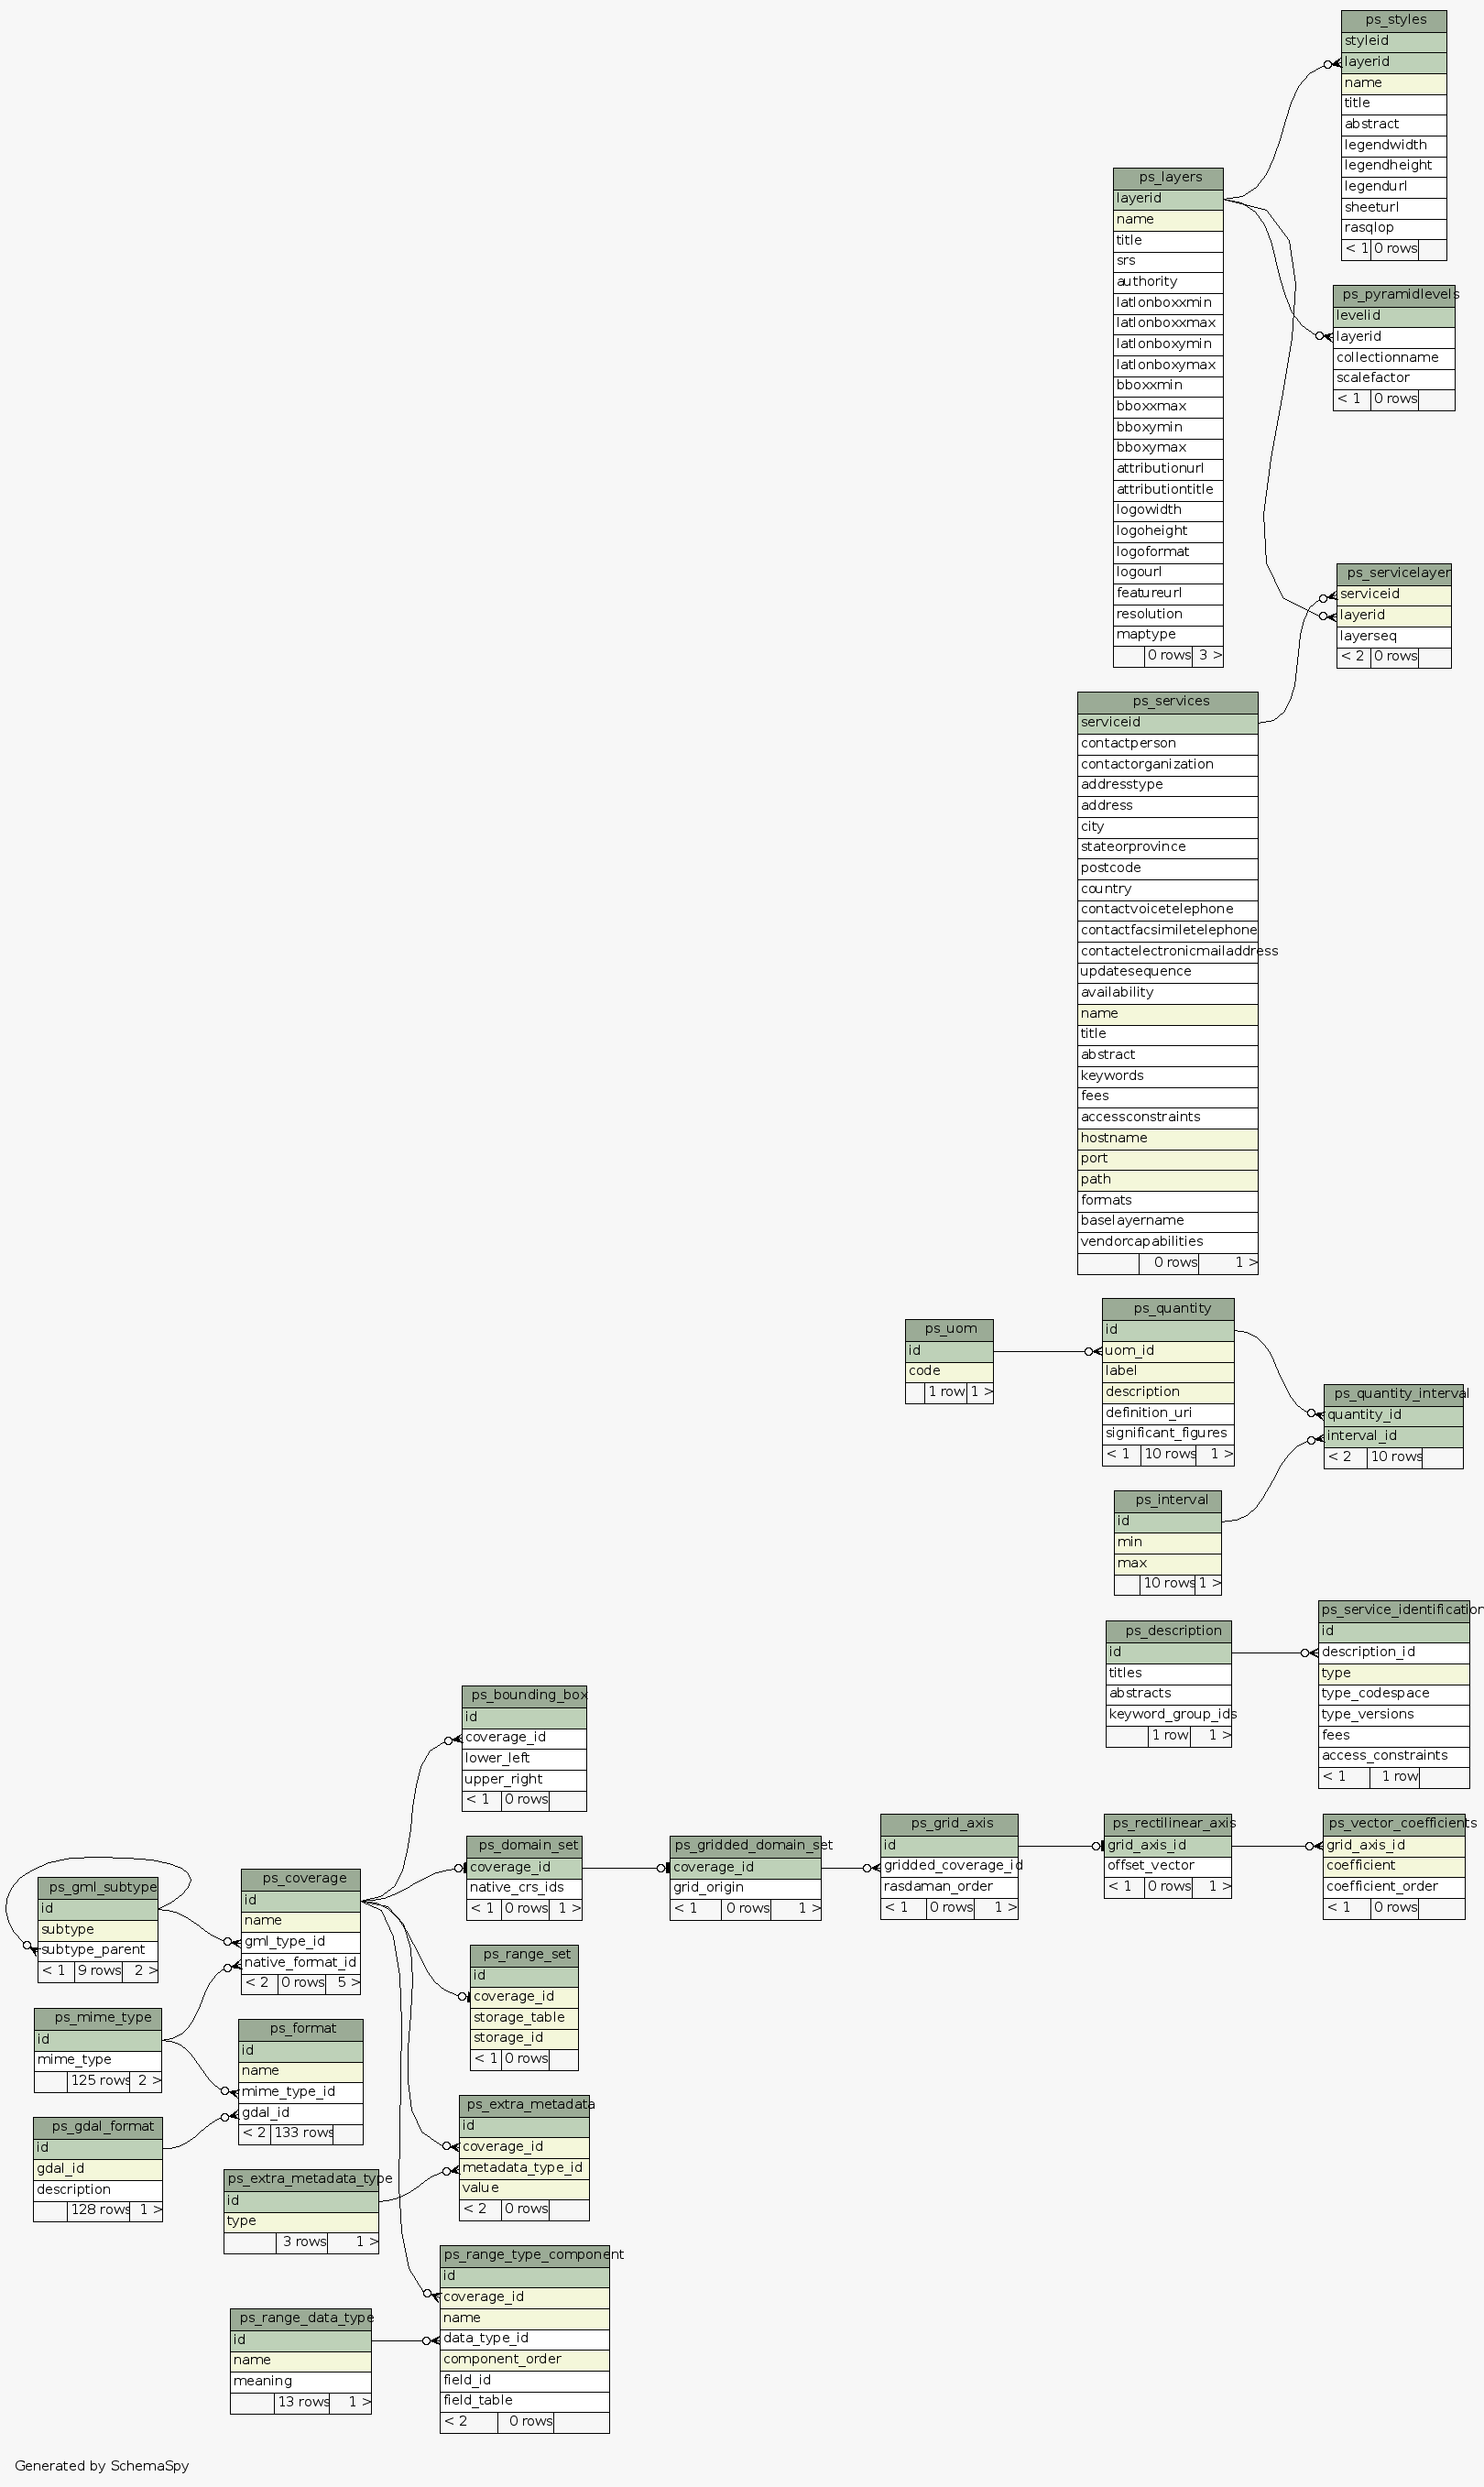 ps_styles
styleid
layerid
name
title
abstract
legendwidth
legendheight
legendurl
sheeturl
rasqlop
< 1 0 rows
ps_layers
layerid
name
title
srs
authority
latlonboxxmin
latlonboxxmax
latlonboxymin
latlonboxymax
bboxxmin
bboxxmax
bboxymin
bboxymax
attributionurl
attributiontitle
logowidth
logoheight
logoformat
logourl
featureurl
resolution
maptype
0 rows 3 >
ps_pyramidlevels
levelid
layerid
collectionname
scalefactor
< 1 0 rows
ps_servicelayer
serviceid
layerid
layerseq
< 2 0 rows
ps_services
serviceid
contactperson
contactorganization
addresstype
address
city
stateorprovince
postcode
country
contactvoicetelephone
contactfacsimiletelephone
contactelectronicmailaddress
updatesequence
availability
name
title
abstract
keywords
fees
accessconstraints
hostname
port
path
formats
baselayername
vendorcapabilities
0 rows 1 >
ps_uom
id
code
1 row 1 >
ps_quantity
id
uom_id
label
description
definition_uri
significant_figures
< 1 10 rows 1 >
ps_quantity_interval
quantity_id
interval_id
< 2 10 rows
ps_interval
id
min
max
10 rows 1 >
ps_description
id
titles
abstracts
keyword_group_ids
1 row 1 >
ps_service_identification
id
description_id
type
type_codespace
type_versions
fees
access_constraints
< 1 1 row
ps_bounding_box
id
coverage_id
lower_left
upper_right
< 1 0 rows
ps_domain_set
coverage_id
native_crs_ids
< 1 0 rows 1 >
ps_gridded_domain_set
coverage_id
grid_origin
< 1 0 rows 1 >
ps_grid_axis
id
gridded_coverage_id
rasdaman_order
< 1 0 rows 1 >
ps_rectilinear_axis
grid_axis_id
offset_vector
< 1 0 rows 1 >
ps_vector_coefficients
grid_axis_id
coefficient
coefficient_order
< 1 0 rows
ps_gml_subtype
id
subtype
subtype_parent
< 1 9 rows 2 >
ps_coverage
id
name
gml_type_id
native_format_id
< 2 0 rows 5 >
ps_range_set
id
coverage_id
storage_table
storage_id
< 1 0 rows
ps_mime_type
id
mime_type
125 rows 2 >
ps_format
id
name
mime_type_id
gdal_id
< 2 133 rows
ps_gdal_format
id
gdal_id
description
128 rows 1 >
ps_extra_metadata
id
coverage_id
metadata_type_id
value
< 2 0 rows
ps_extra_metadata_type
id
type
3 rows 1 >
ps_range_type_component
id
coverage_id
name
data_type_id
component_order
field_id
field_table
< 2 0 rows
ps_range_data_type
id
name
meaning
13 rows 1 >
Generated by SchemaSpy